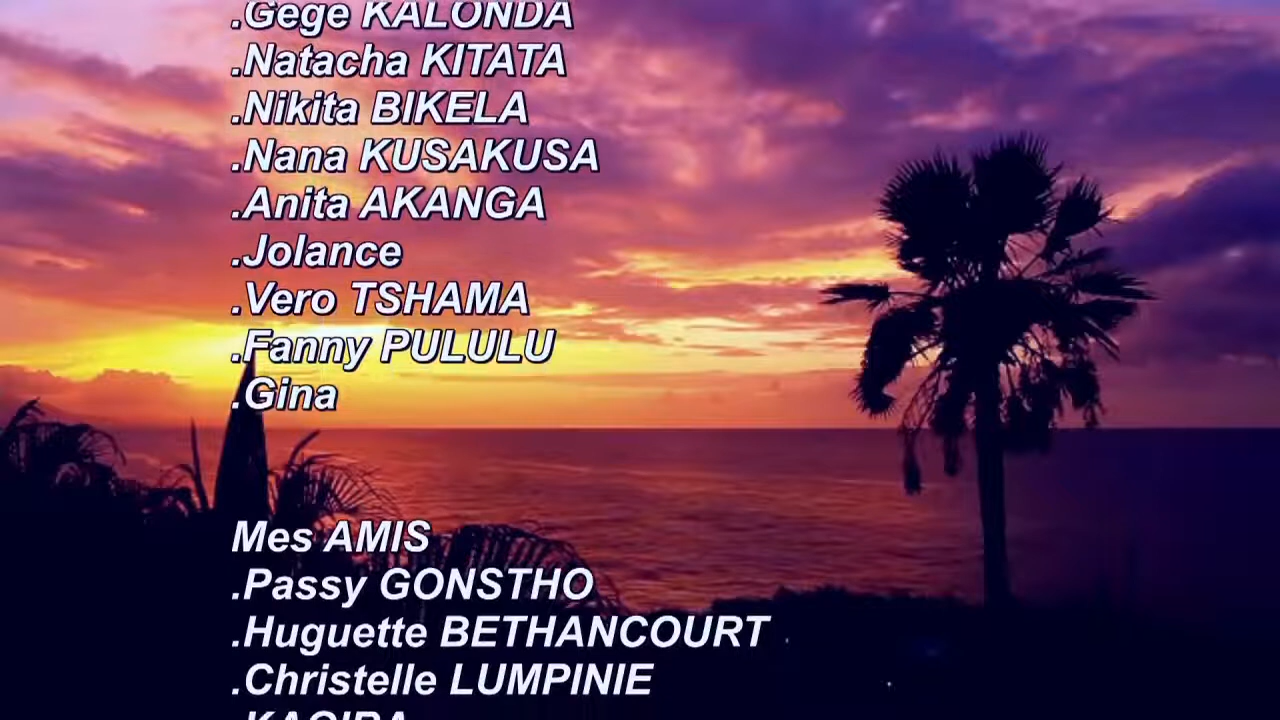 .Gege KALONDA
.Natacha KITATA
.Nikita BIKELA
.Nana KUSAKUSA
.Anita AKANGA
.Jolance
.Vero TSHAMA
.Fanny PULULU
.Gina
Mes AMIS
.Passy GONSTHO
.Huguette BETHANCOURT
.Christelle LUMPINIE